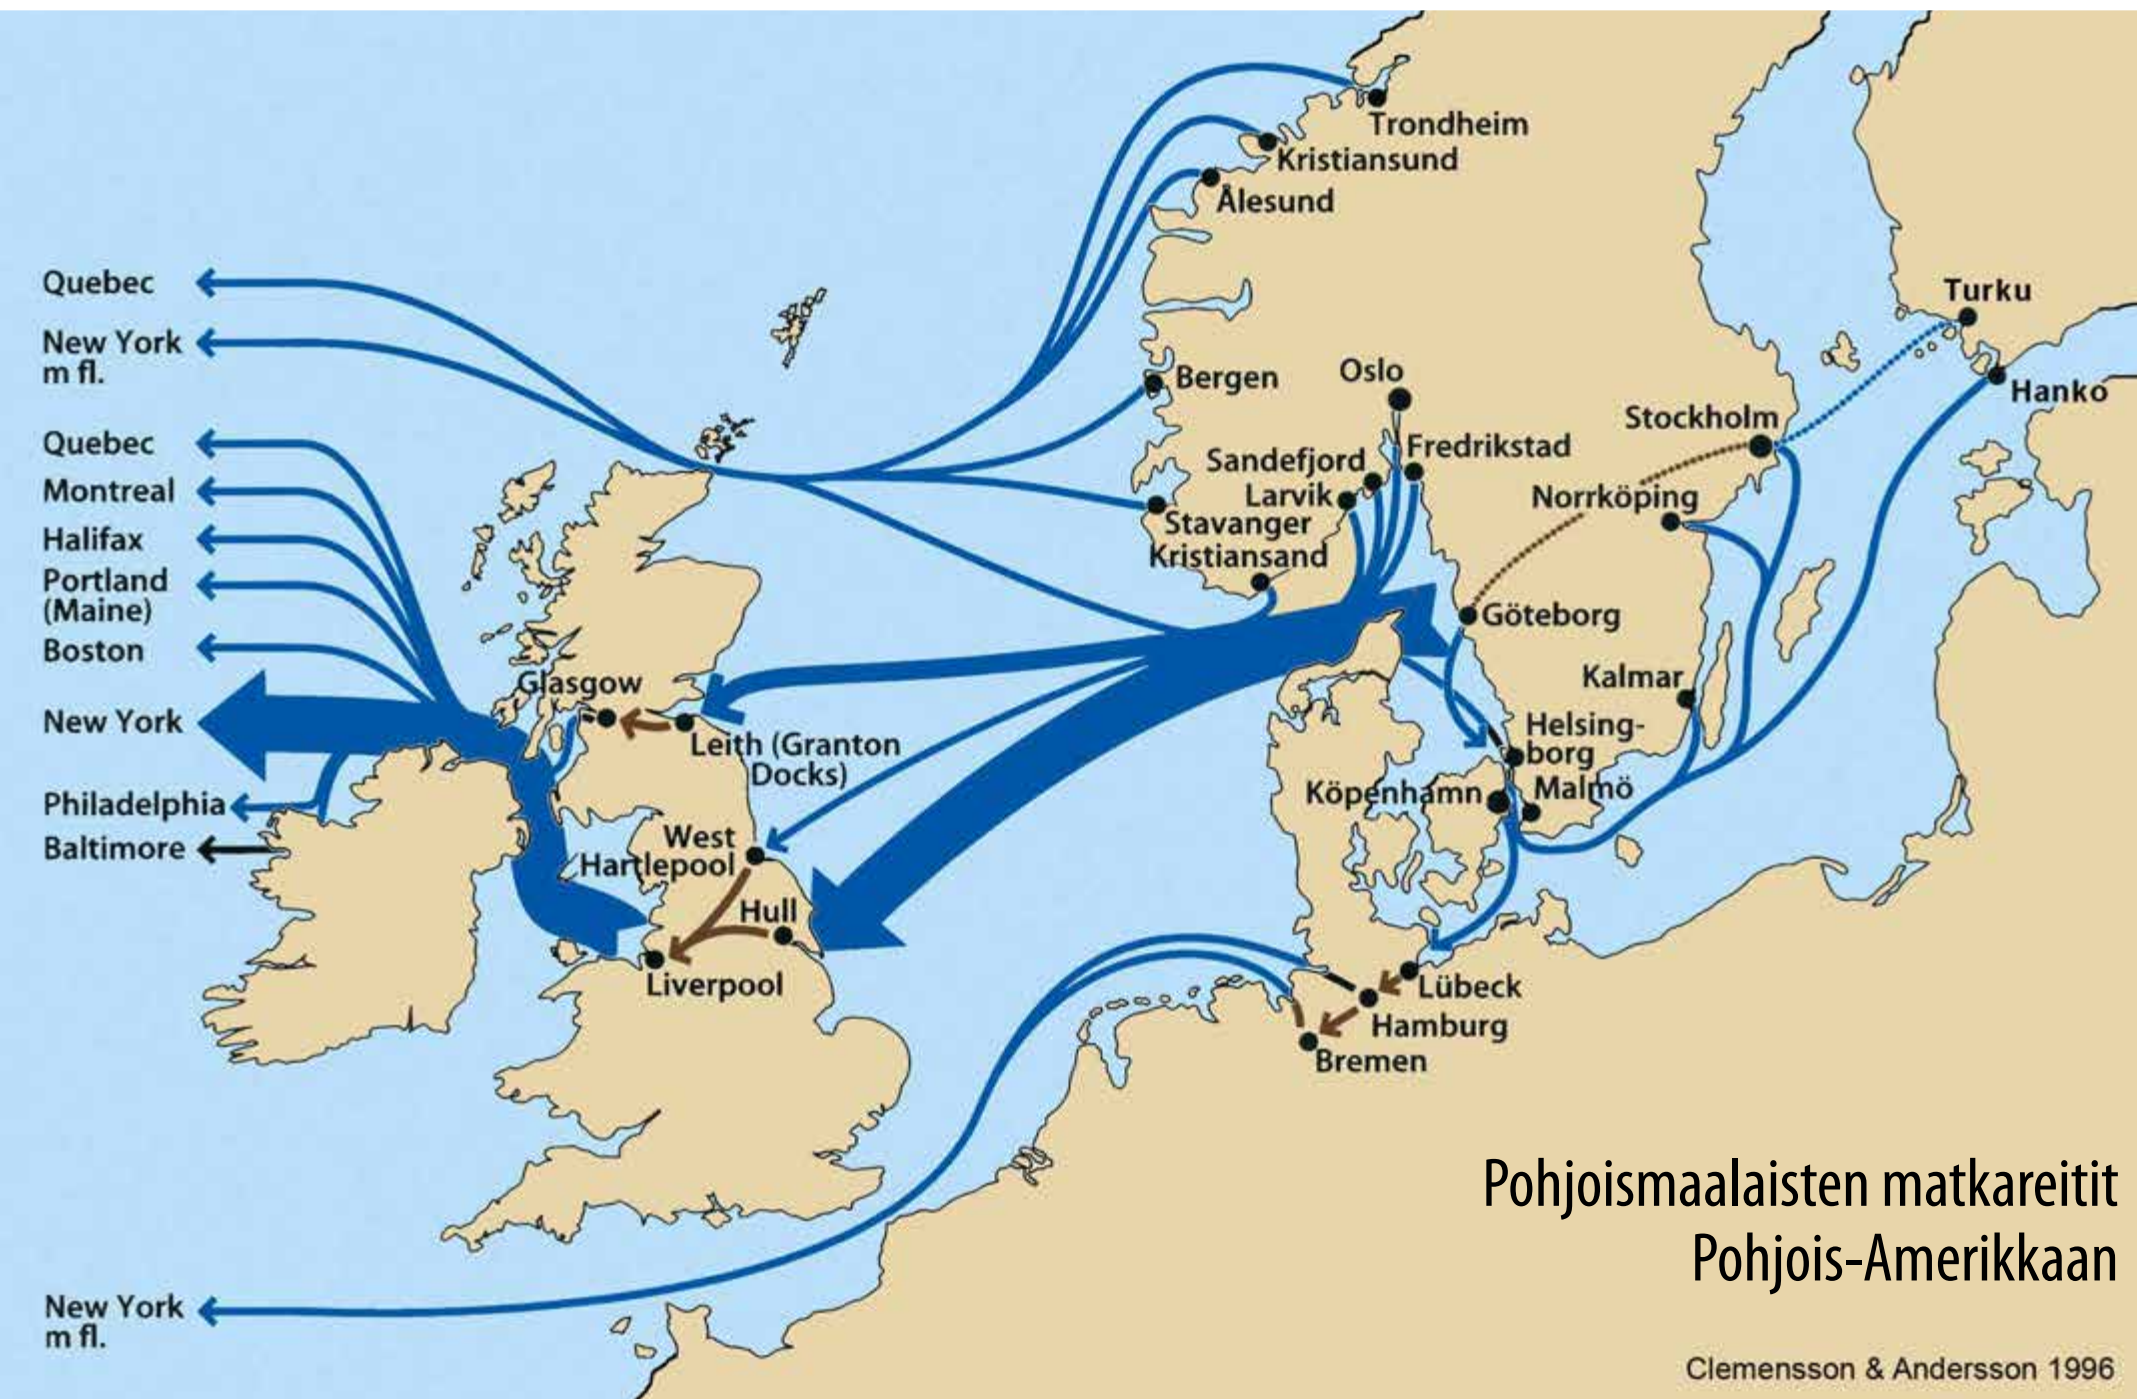 Trondheim
Kristiansund
Ålesund
Quebec
New York
m fl.
Turku
Bergen
Oslo
Hanko
Stockholm
Quebec
Fredrikstad
Sandefjord
Montreal
Larvik
Norrköping
Stavanger
Halifax
Kristiansand
Portland
(Maine)
Göteborg
Boston
Glasgow
Kalmar
New York
Helsing-
borg
Leith (Granton
Docks)
Malmö
Köpenhamn
Philadelphia
West
Hartlepool
Baltimore
Hull
Liverpool
Lübeck
Hamburg
Bremen
Pohjoismaalaisten matkareitit
Pohjois-Amerikkaan
New York
m fl.
Clemensson & Andersson 1996